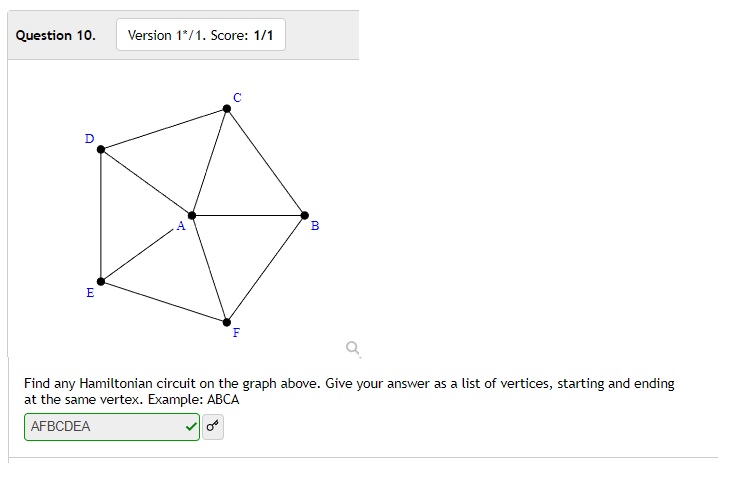 Question 10. Version 1*/1. Score: 1/1
C
D
A
B
E
F
Find any Hamiltonian circuit on the graph above. Give your answer as a list of vertices, starting and ending
at the same vertex. Example: ABCA
AFBCDEA